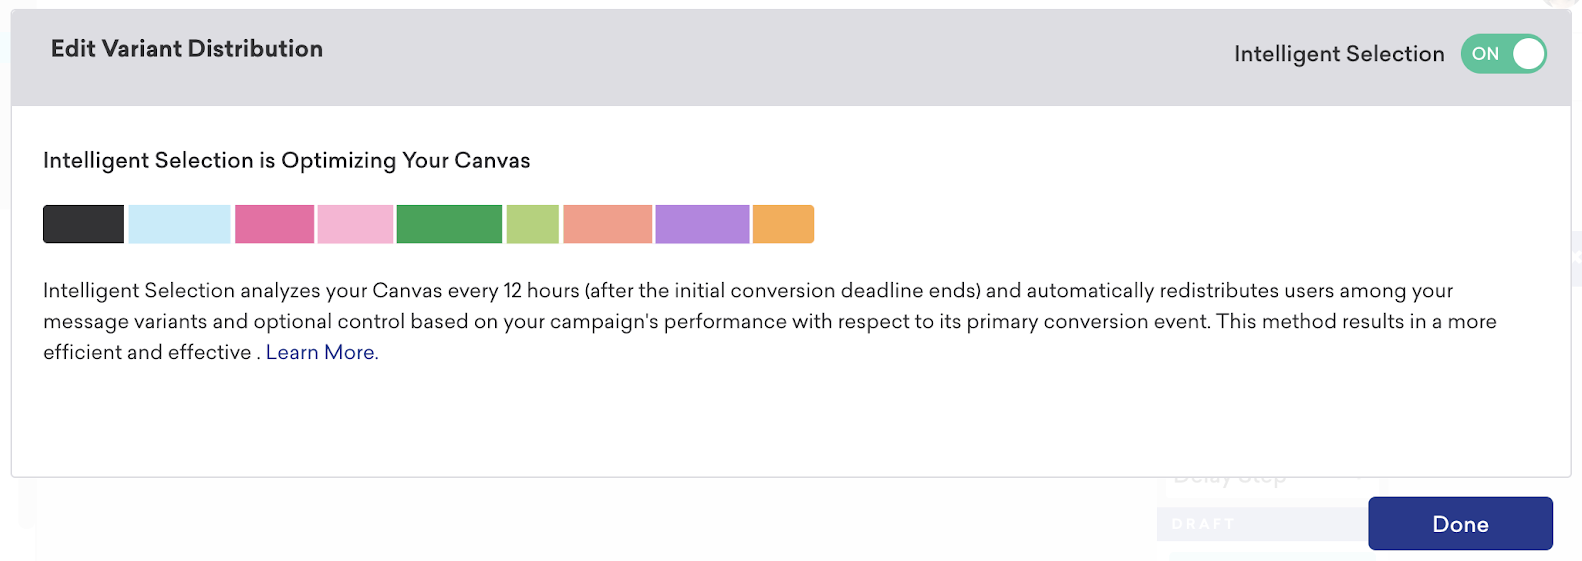 Edit Variant Distribution
Intelligent Selection ON
Intelligent Selection is Optimizing Your Canvas
Intelligent Selection analyzes your Canvas every 12 hours (after the initial conversion deadline ends) and automatically redistributes users among your
message variants and optional control based on your campaign's performance with respect to its primary conversion event. This method results in a more
efficient and effective . Learn More.
Delay Step
DRAFT
Done